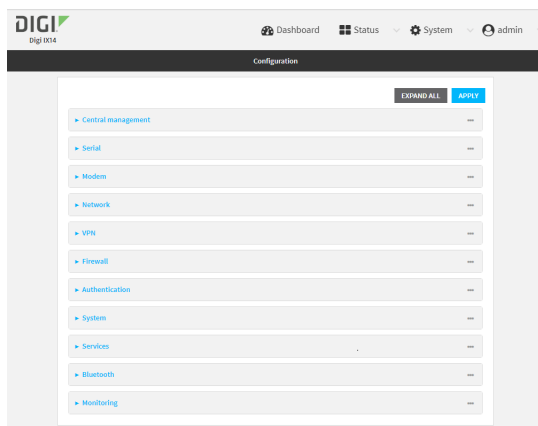 DIGI
Digi IX14
Dashboard Status System admin
Configuration
EXPAND ALL APPLY
Central management
Serial
Modem
Network
VPN
Firewall
Authentication
System
Services
Bluetooth
Monitoring